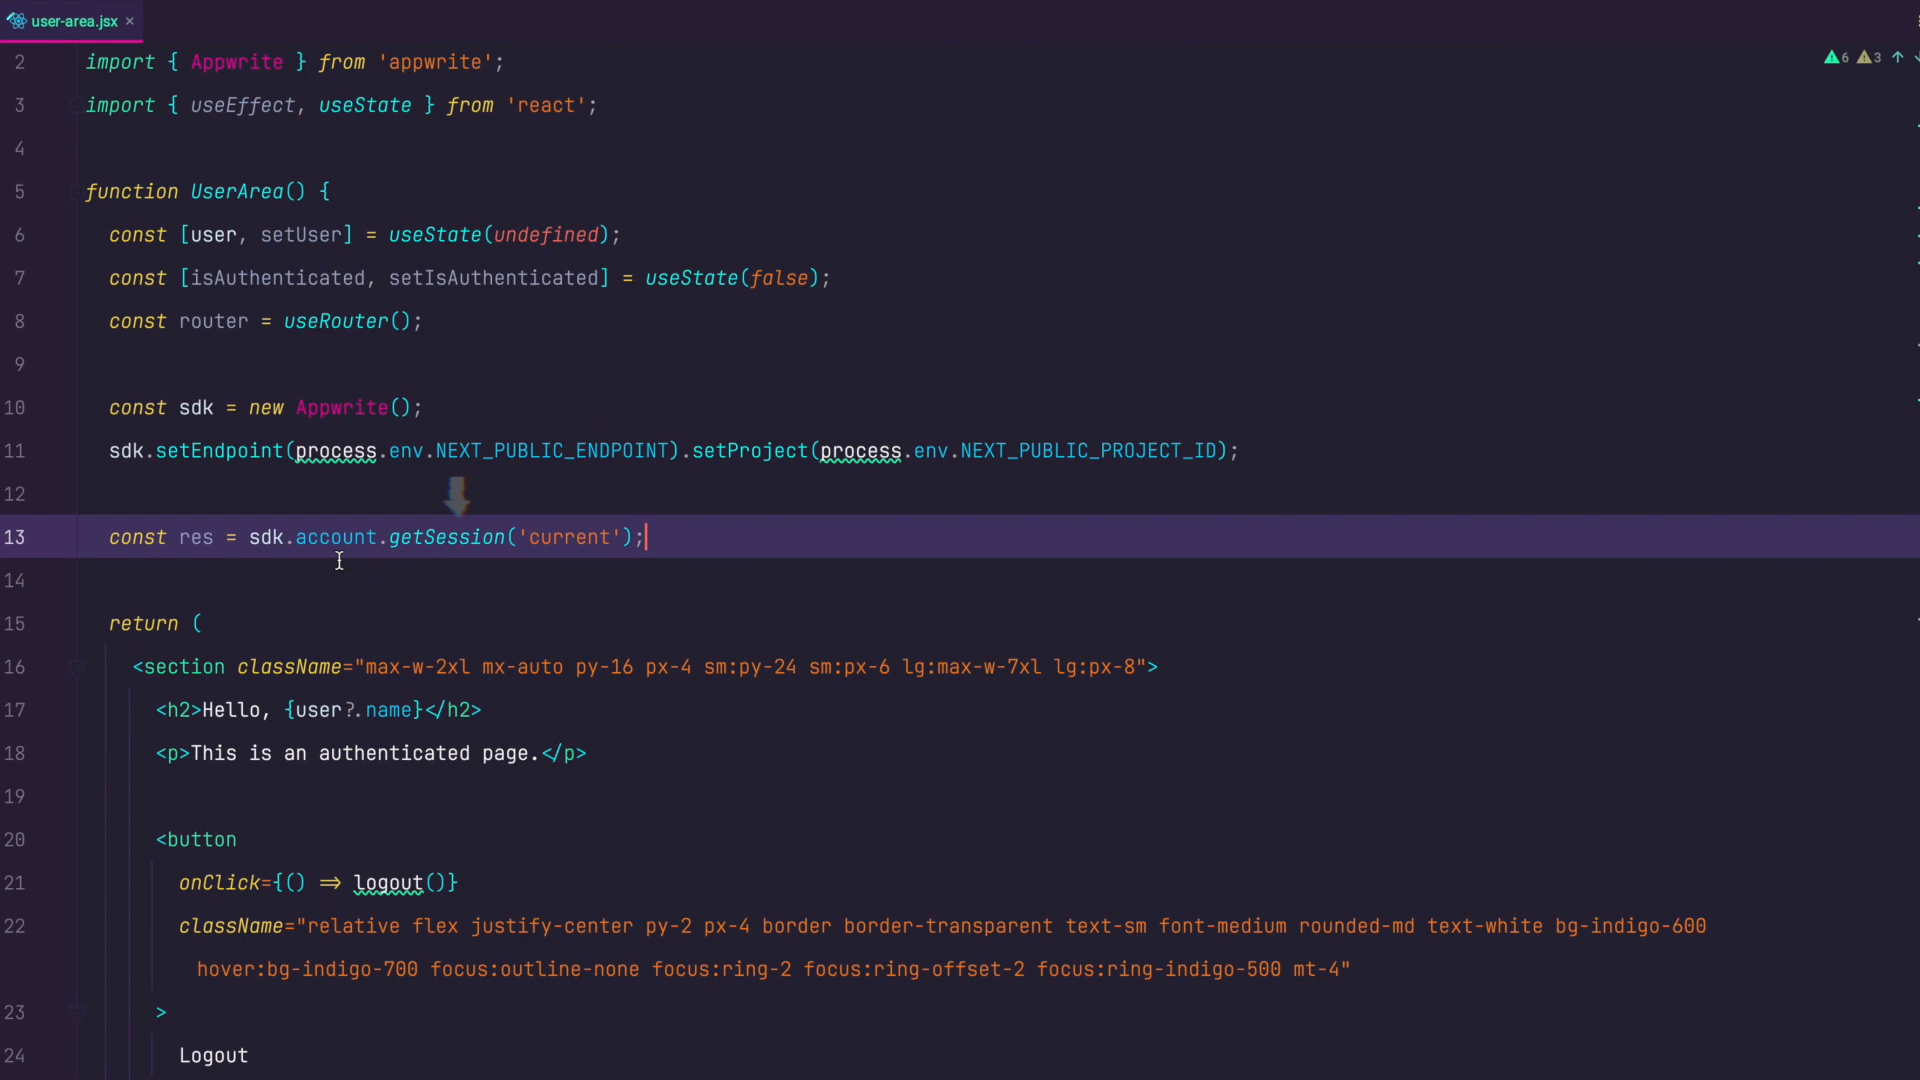 user-area.jsx ×
6 3
2 import { Appwrite } from 'appwrite';
3 import { useEffect, useState } from 'react';
4
5 function UserArea() {
6 const [user, setUser] = useState(undefined);
7 const [isAuthenticated, setIsAuthenticated] = useState(false);
8 const router = useRouter();
9
10 const sdk = new Appwrite();
11 sdk.setEndpoint(process.env.NEXT_PUBLIC_ENDPOINT).setProject(process.env.NEXT_PUBLIC_PROJECT_ID);
12
13 const res = sdk.account.getSession('current');
14
15 return (
16 <section className="max-w-2xl mx-auto py-16 px-4 sm:py-24 sm:px-6 lg:max-w-7xl lg:px-8">
17 <h2>Hello, {user?.name}</h2>
18 <p>This is an authenticated page.</p>
19
20 <button
21 onClick={() => logout()}
22 className="relative flex justify-center py-2 px-4 border border-transparent text-sm font-medium rounded-md text-white bg-indigo-600
hover:bg-indigo-700 focus:outline-none focus:ring-2 focus:ring-offset-2 focus:ring-indigo-500 mt-4"
23 >
24 Logout